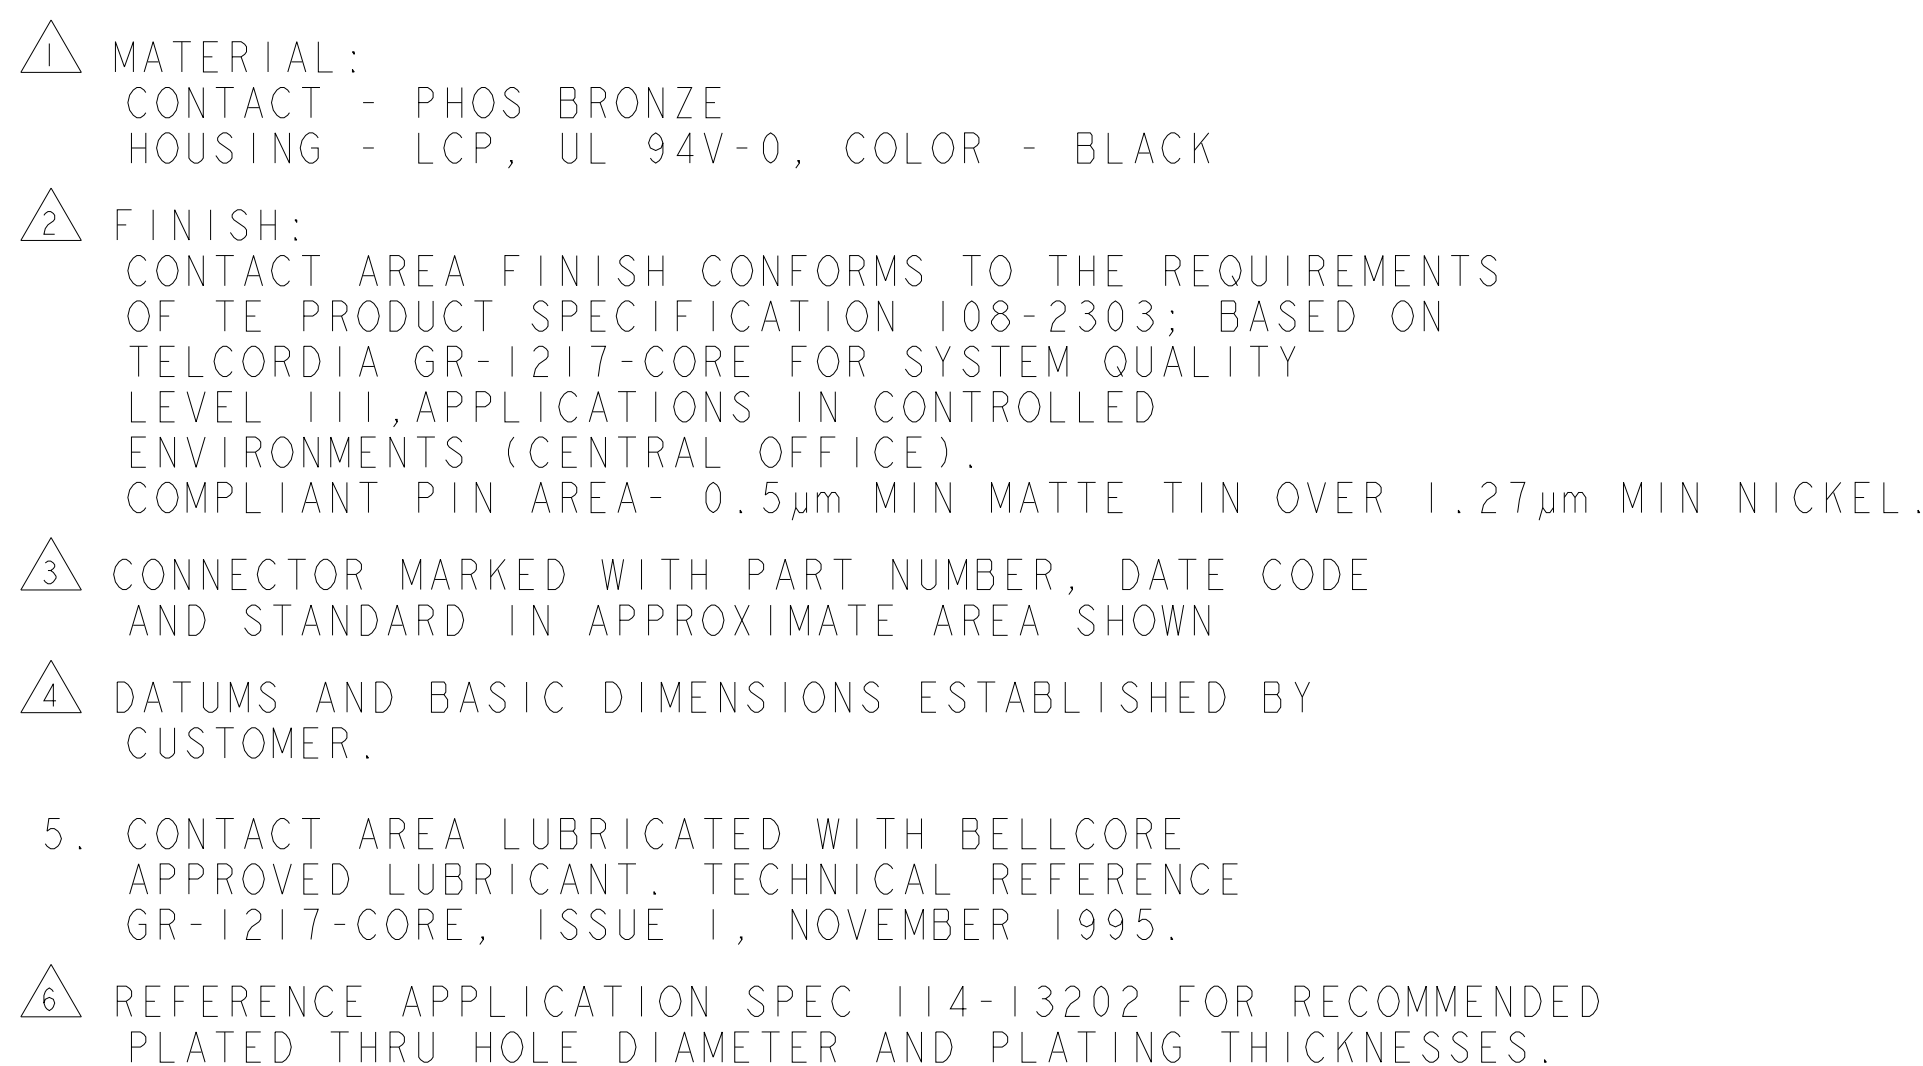 1 MATERIAL:
CONTACT - PHOS BRONZE
HOUSING - LCP, UL 94V-0, COLOR - BLACK
2 FINISH:
CONTACT AREA FINISH CONFORMS TO THE REQUIREMENTS
OF TE PRODUCT SPECIFICATION 108-2303; BASED ON
TELCORDIA GR-1217-CORE FOR SYSTEM QUALITY
LEVEL III,APPLICATIONS IN CONTROLLED
ENVIRONMENTS (CENTRAL OFFICE).
COMPLIANT PIN AREA- 0.5µm MIN MATTE TIN OVER 1.27µm MIN NICKEL.
3 CONNECTOR MARKED WITH PART NUMBER, DATE CODE
AND STANDARD IN APPROXIMATE AREA SHOWN
4 DATUMS AND BASIC DIMENSIONS ESTABLISHED BY
CUSTOMER.
5. CONTACT AREA LUBRICATED WITH BELLCORE
APPROVED LUBRICANT. TECHNICAL REFERENCE
GR-1217-CORE, ISSUE 1, NOVEMBER 1995.
6 REFERENCE APPLICATION SPEC 114-13202 FOR RECOMMENDED
PLATED THRU HOLE DIAMETER AND PLATING THICKNESSES.